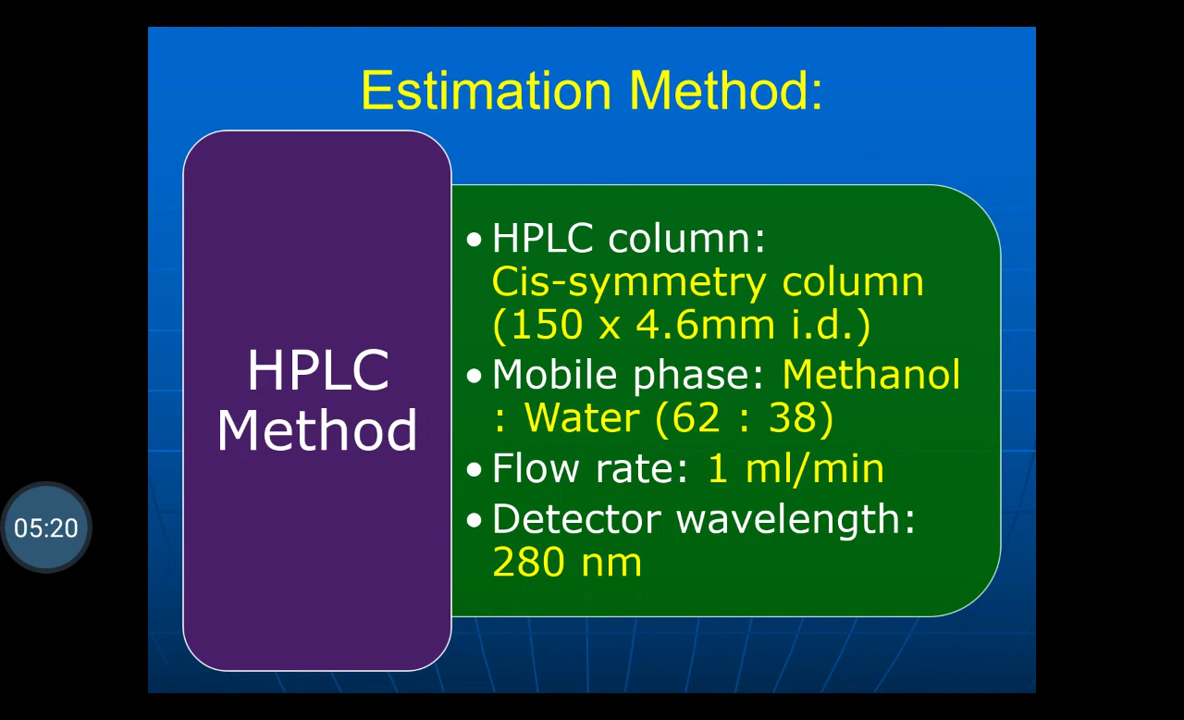 Estimation Method:
HPLC
Method
• HPLC column:
Cis-symmetry column
(150 x 4.6mm i.d.)
• Mobile phase: Methanol
: Water (62 : 38)
• Flow rate: 1 ml/min
• Detector wavelength:
280 nm
05:20